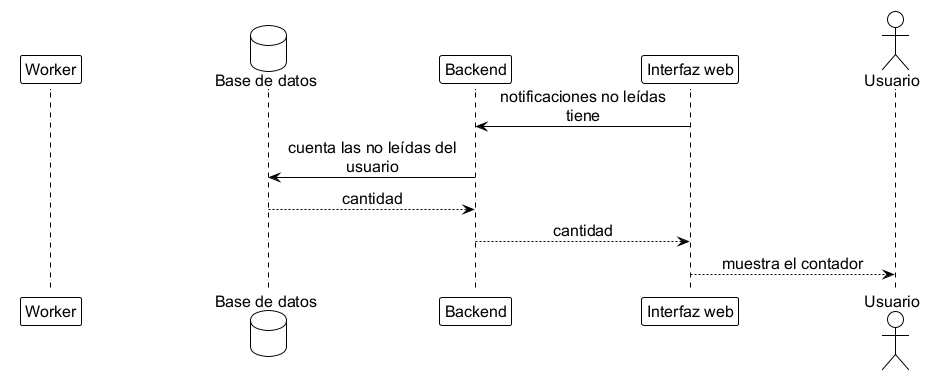 Worker
Base de datos
Backend
Interfaz web
Usuario
notificaciones no leídas
tiene
cuenta las no leídas del
usuario
cantidad
cantidad
muestra el contador
Worker
Base de datos
Backend
Interfaz web
Usuario